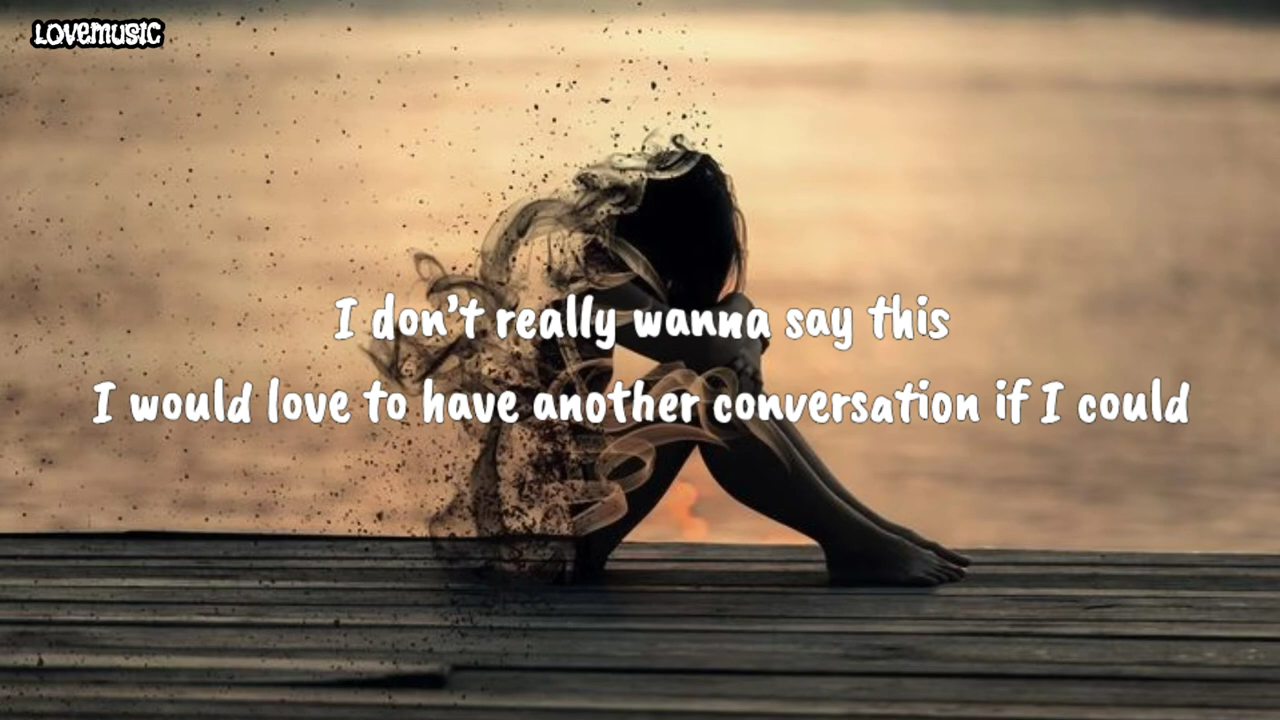 LOVEMUSIC
I don't really wanna say this
I would love to have another conversation if I could